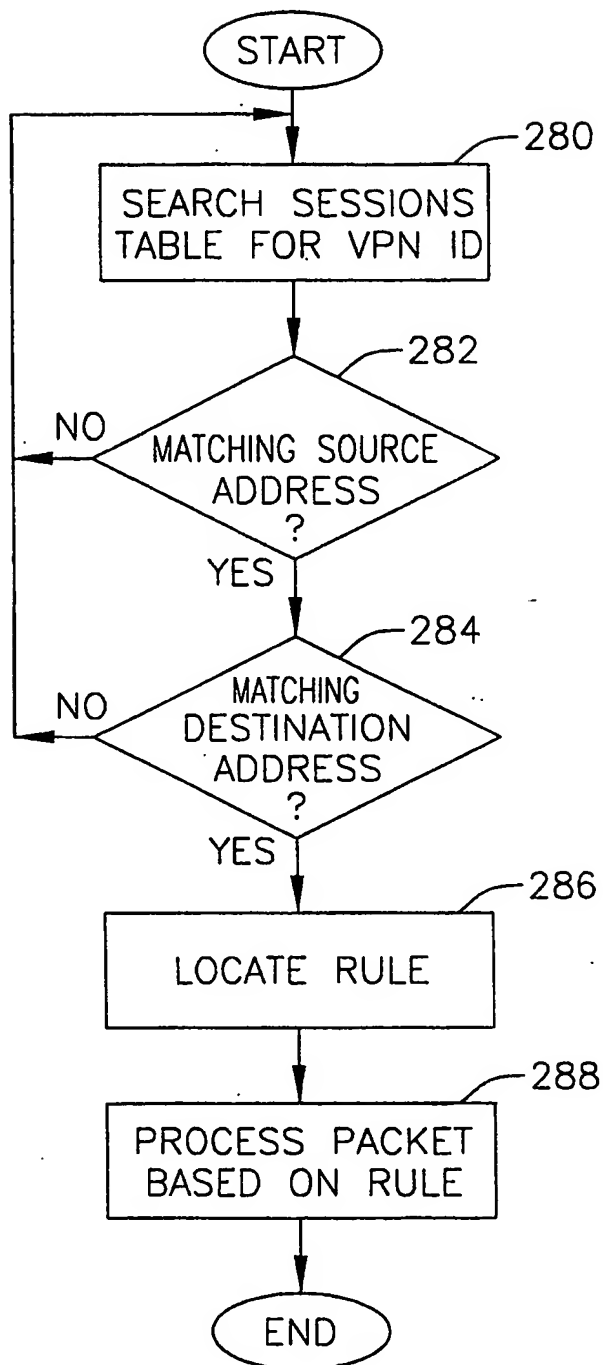 START
280
SEARCH SESSIONS
TABLE FOR VPN ID
282
NO
MATCHING SOURCE
ADDRESS
?
YES
284
NO
MATCHING
DESTINATION
ADDRESS
?
YES
286
LOCATE RULE
288
PROCESS PACKET
BASED ON RULE
END